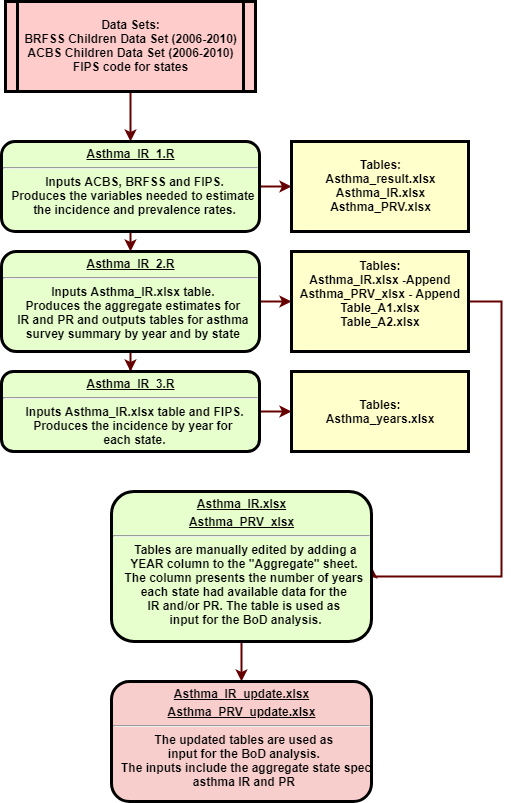 Data Sets:
BRFSS Children Data Set (2006-2010)
ACBS Children Data Set (2006-2010)
FIPS code for states
Asthma_IR_1.R
Inputs ACBS, BRFSS and FIPS.
Produces the variables needed to estimate
the incidence and prevalence rates.
Tables:
Asthma_result.xlsx
Asthma_IR.xlsx
Asthma_PRV.xlsx
Asthma_IR_2.R
Inputs Asthma_IR.xlsx table.
Produces the aggregate estimates for
IR and PR and outputs tables for asthma
survey summary by year and by state
Tables:
Asthma_IR.xlsx -Append
Asthma_PRV_xlsx - Append
Table_A1.xlsx
Table_A2.xlsx
Asthma_IR_3.R
Inputs Asthma_IR.xlsx table and FIPS.
Produces the incidence by year for
each state.
Tables:
Asthma_years.xlsx
Asthma_IR.xlsx
Asthma_PRV_xlsx
Tables are manually edited by adding a
YEAR column to the "Aggregate" sheet.
The column presents the number of years
each state had available data for the
IR and/or PR. The table is used as
input for the BoD analysis.
Asthma_IR_update.xlsx
Asthma_PRV_update.xlsx
The updated tables are used as
input for the BoD analysis.
The inputs include the aggregate state spec
asthma IR and PR